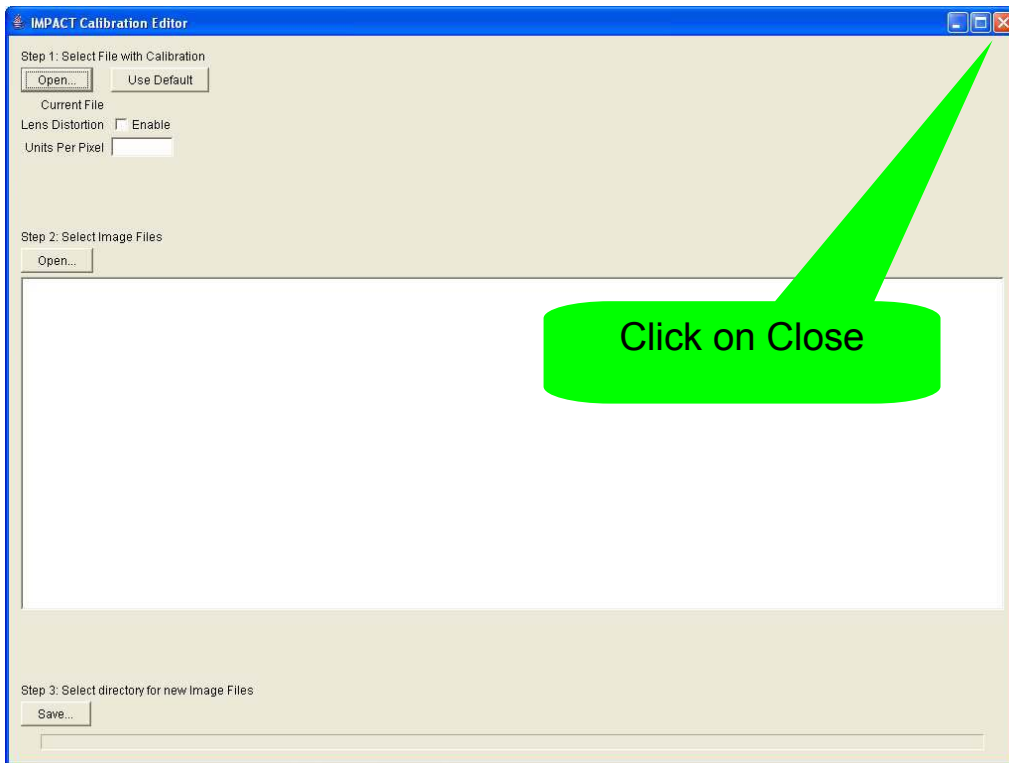 IMPACT Calibration Editor
Step 1: Select File with Calibration
Open... Use Default
Current File
Lens Distortion Enable
Units Per Pixel
Step 2: Select Image Files
Open...
Click on Close
Step 3: Select directory for new Image Files
Save...